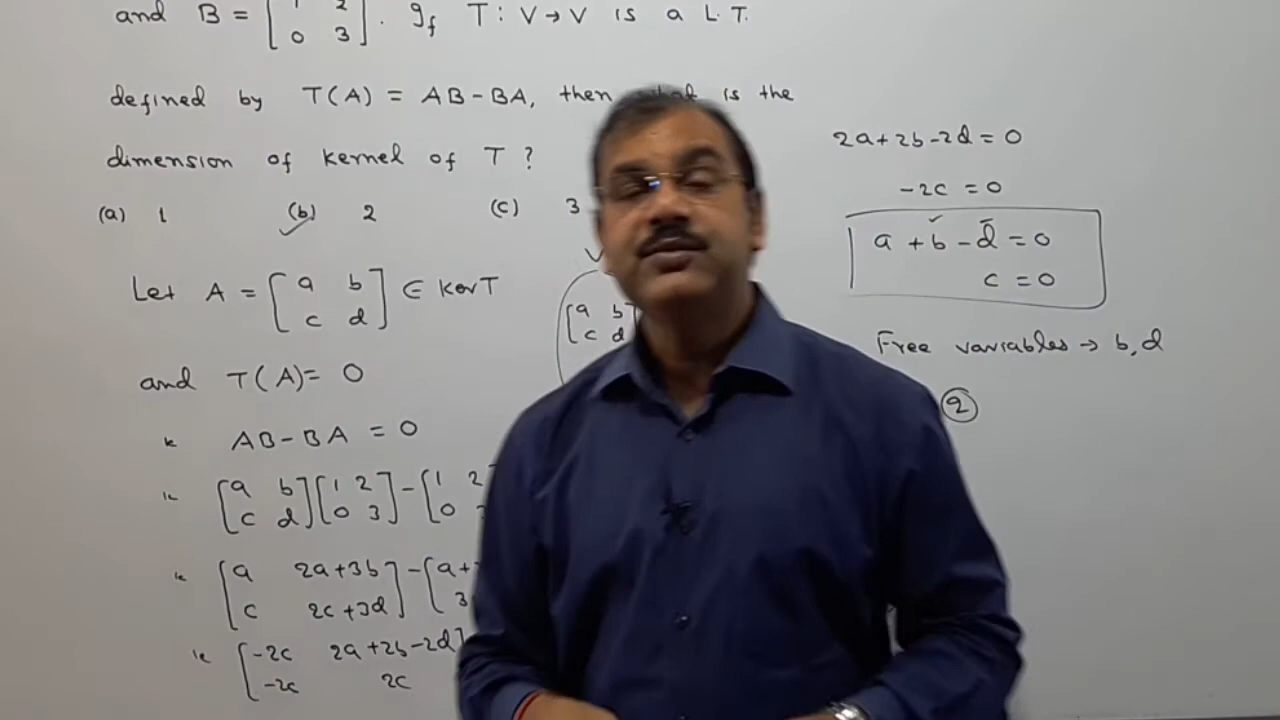 and B = [1 2
0 3]. If T : V → V is a L.T.
defined by T(A) = AB - BA, then what is the
dimension of kernel of T ?
(a) 1 (b) 2 (c) 3
Let A = [a b
c d] ∈ Ker T
and T(A) = 0
AB - BA = 0
[a b
c d] [1 2
0 3] - [1 2
0
[a 2a+3b
c 2c+3d] - [a+
3
[-2c 2a+2b-2d
-2c 2c
V
[a b
c d
2a+2b-2d = 0
-2c = 0
a + b - d = 0
c = 0
Free variables → b, d
2